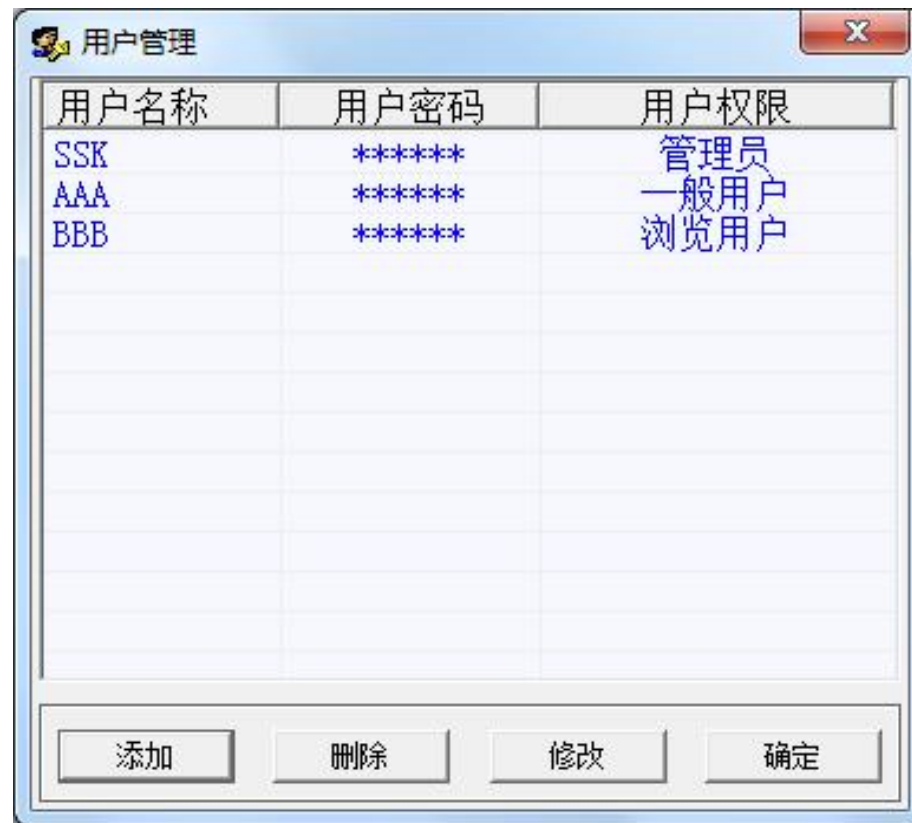 用户管理
用户名称 用户密码 用户权限
SSK ****** 管理员
AAA ****** 一般用户
BBB ****** 浏览用户
添加 删除 修改 确定